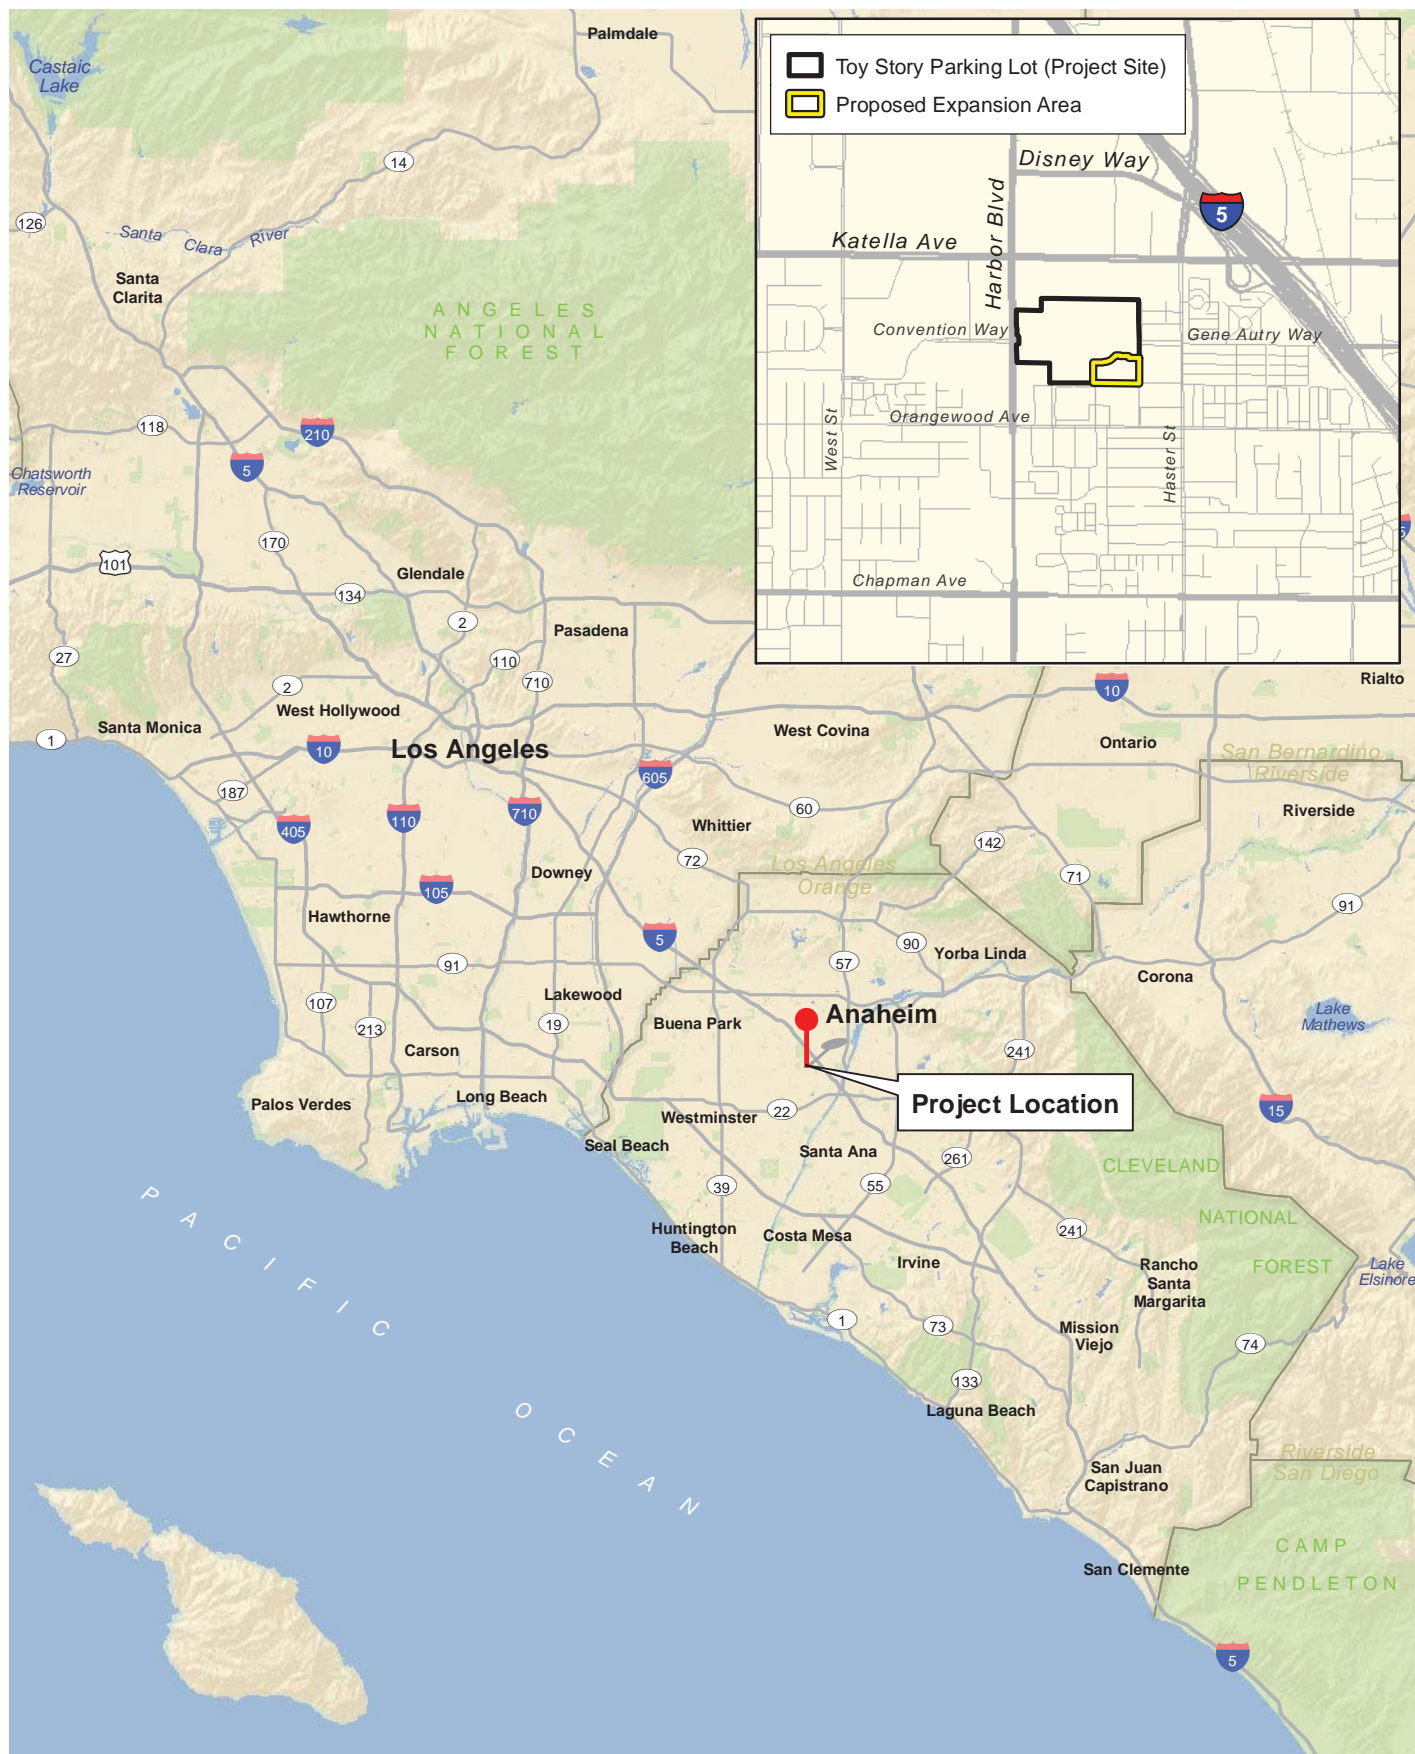 Palmdale
Castaic
Lake
14
126
Santa Clara River
Santa
Clarita
ANGELES
NATIONAL
FOREST
118
210
5
Chatsworth
Reservoir
170
101
Glendale
134
2
Pasadena
27
110
710
2
West Hollywood
Santa Monica
1
10
Los Angeles
West Covina
605
187
60
405
110
710
Whittier
72
Downey
105
Hawthorne
5
91
Lakewood
107
213
19
Carson
Buena Park
Palos Verdes
Long Beach
Toy Story Parking Lot (Project Site)
Proposed Expansion Area
Disney Way
5
Harbor Blvd
Katella Ave
Convention Way
Gene Autry Way
Orangewood Ave
West St
Haster St
Chapman Ave
5
10
Rialto
Ontario
San Bernardino
Riverside
Riverside
142
Los Angeles
Orange
71
91
90
57
Yorba Linda
Corona
Anaheim
Lake
Mathews
241
Project Location
15
Westminster
22
Seal Beach
Santa Ana
261
CLEVELAND
NATIONAL
FOREST
39
55
Huntington
Beach
Costa Mesa
241
Irvine
Rancho
Santa
Margarita
Lake
Elsinore
1
73
Mission
Viejo
74
133
Laguna Beach
PACIFIC
OCEAN
San Juan
Capistrano
Riverside
San Diego
San Clemente
CAMP
PENDLETON
5